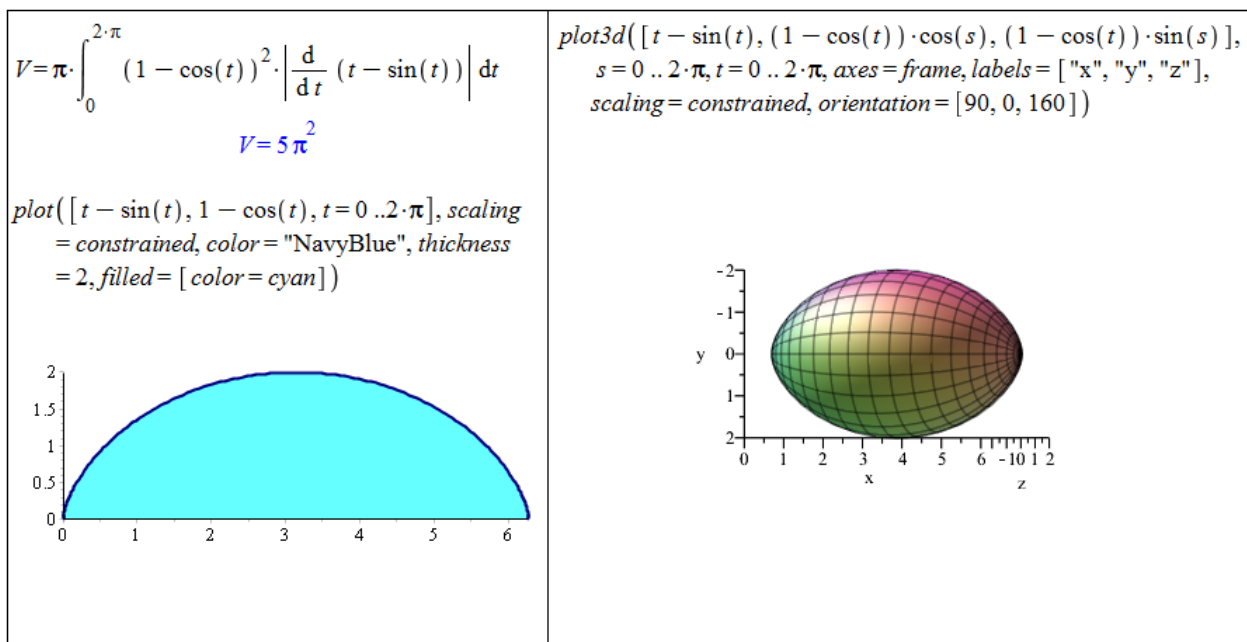 V = π · ∫₀^{2·π} (1 − cos(t))² · |d/dt (t − sin(t))| dt
V = 5 π²
plot([t − sin(t), 1 − cos(t), t = 0 ..2·π], scaling
= constrained, color = "NavyBlue", thickness
= 2, filled = [color = cyan])
2
1.5
1
0.5
0
0 1 2 3 4 5 6
plot3d([t − sin(t), (1 − cos(t))·cos(s), (1 − cos(t))·sin(s)],
s = 0 .. 2·π, t = 0 .. 2·π, axes = frame, labels = ["x", "y", "z"],
scaling = constrained, orientation = [90, 0, 160])
-2
-1
y 0
1
2
0 1 2 3 4 5 6 -1 0 1 2
x z